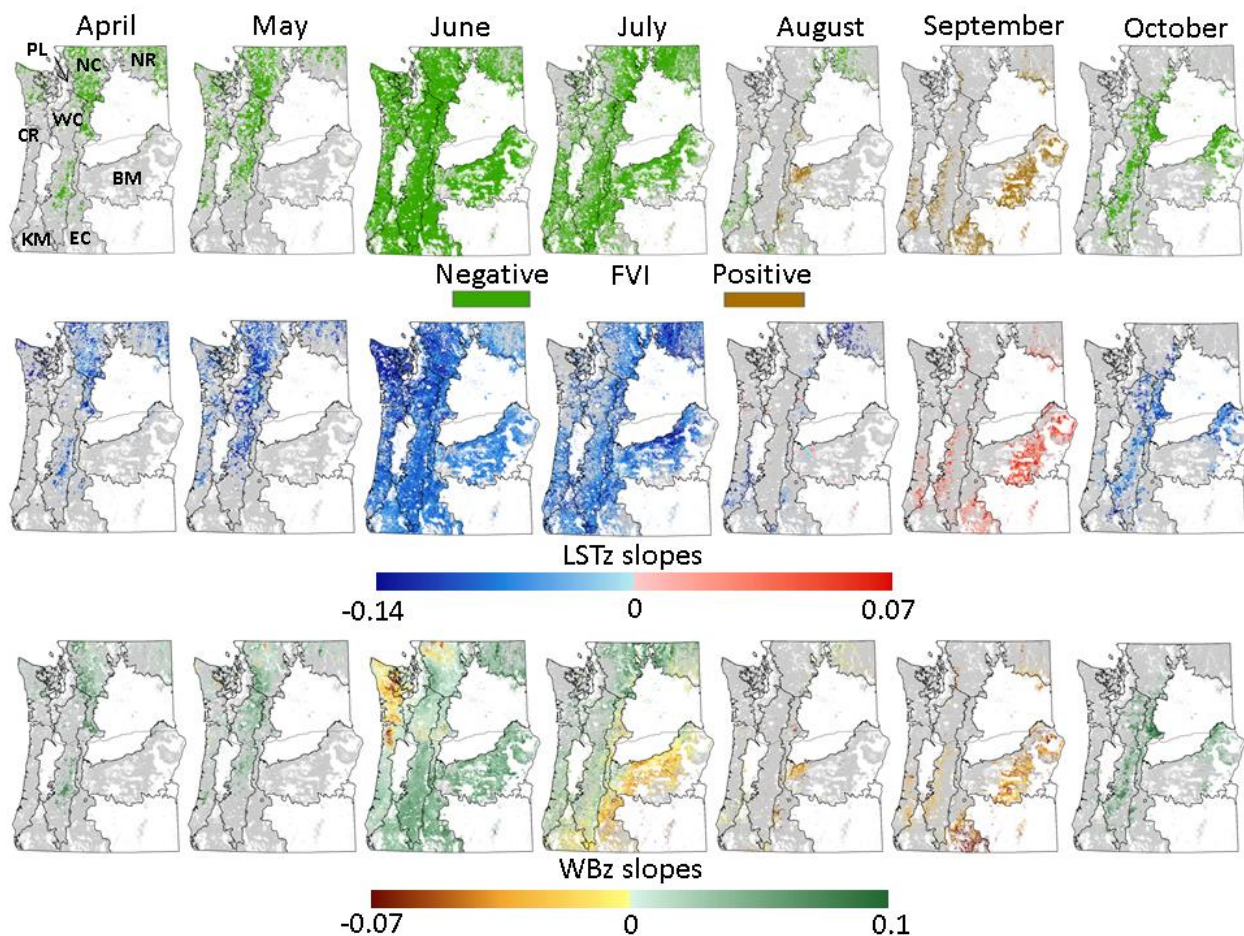 April May June July August September October
PL NC NR
WC
CR
BM
KM EC
Negative FVI Positive
LSTz slopes
-0.14 0 0.07
WBz slopes
-0.07 0 0.1